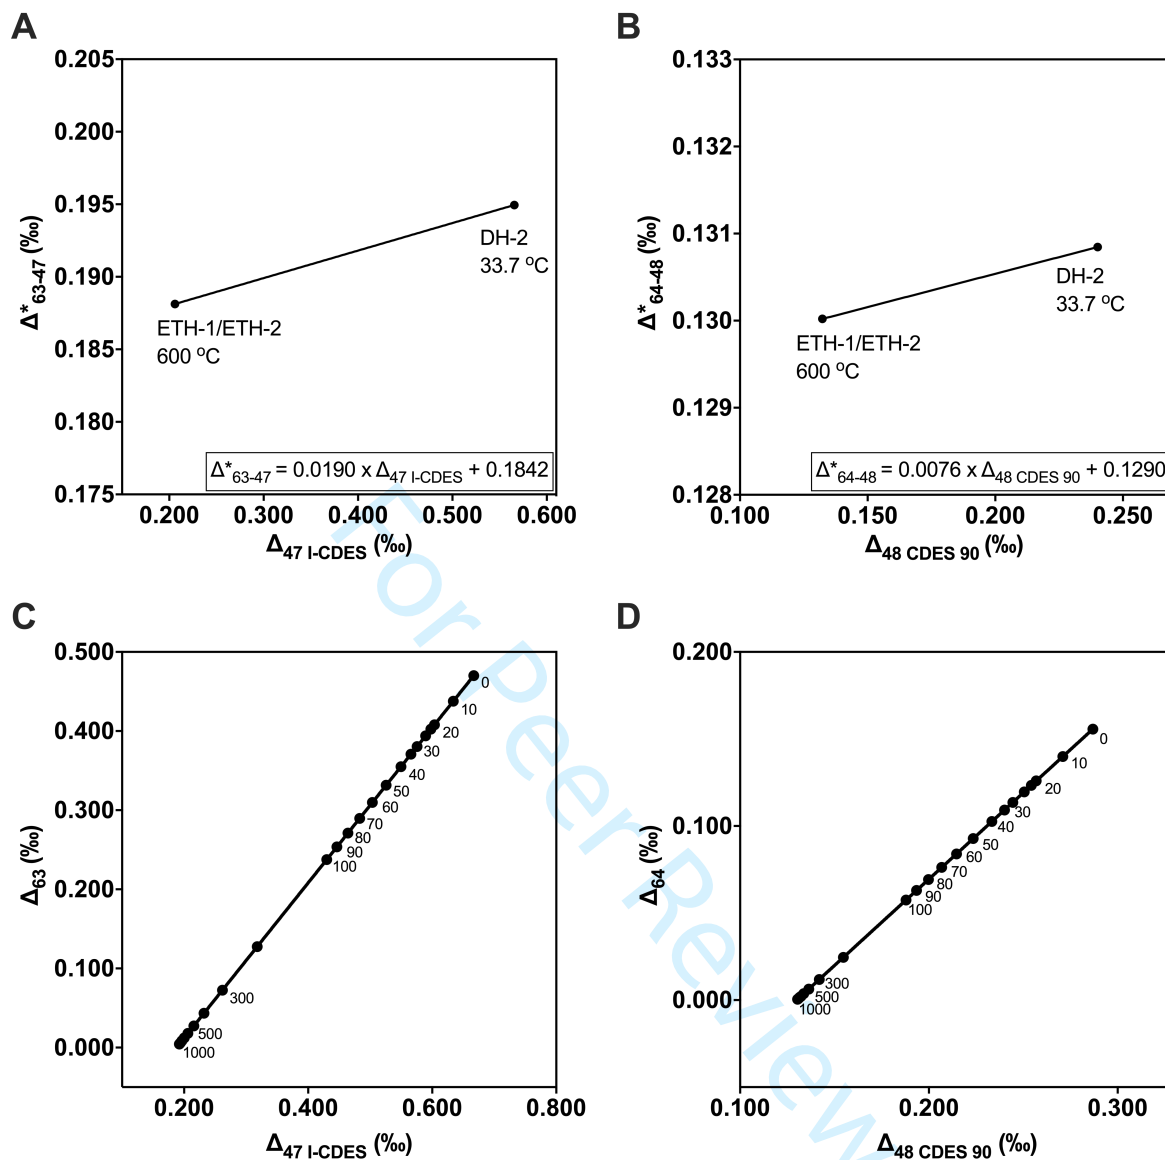 A
0.205
0.200
0.195
0.190
0.185
0.180
0.175
Δ*63-47 (‰)
DH-2
33.7 °C
ETH-1/ETH-2
600 °C
Δ*63-47 = 0.0190 x Δ47 I-CDES + 0.1842
0.200 0.300 0.400 0.500 0.600
Δ47 I-CDES (‰)
B
0.133
0.132
0.131
0.130
0.129
0.128
Δ*64-48 (‰)
DH-2
33.7 °C
ETH-1/ETH-2
600 °C
Δ*64-48 = 0.0076 x Δ48 CDES 90 + 0.1290
0.100 0.150 0.200 0.250
Δ48 CDES 90 (‰)
C
0.500
0.400
0.300
0.200
0.100
0.000
Δ63 (‰)
0
10
20
30
40
50
60
70
80
90
100
300
500
1000
0.200 0.400 0.600 0.800
Δ47 I-CDES (‰)
D
0.200
0.100
0.000
Δ64 (‰)
0
10
20
30
40
50
60
70
80
90
100
300
500
1000
0.100 0.200 0.300
Δ48 CDES 90 (‰)
For Peer Review